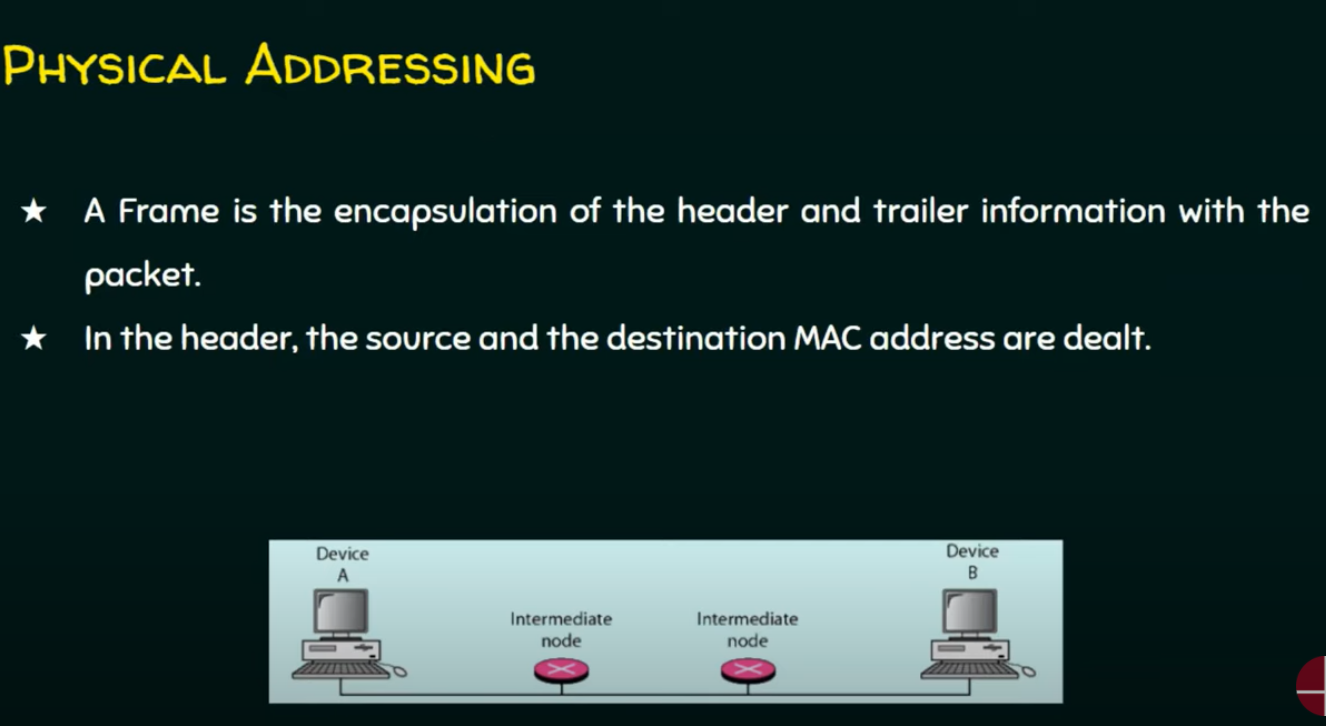 PHYSICAL ADDRESSING
★ A Frame is the encapsulation of the header and trailer information with the
packet.
★ In the header, the source and the destination MAC address are dealt.
Device
A
Device
B
Intermediate
node
Intermediate
node